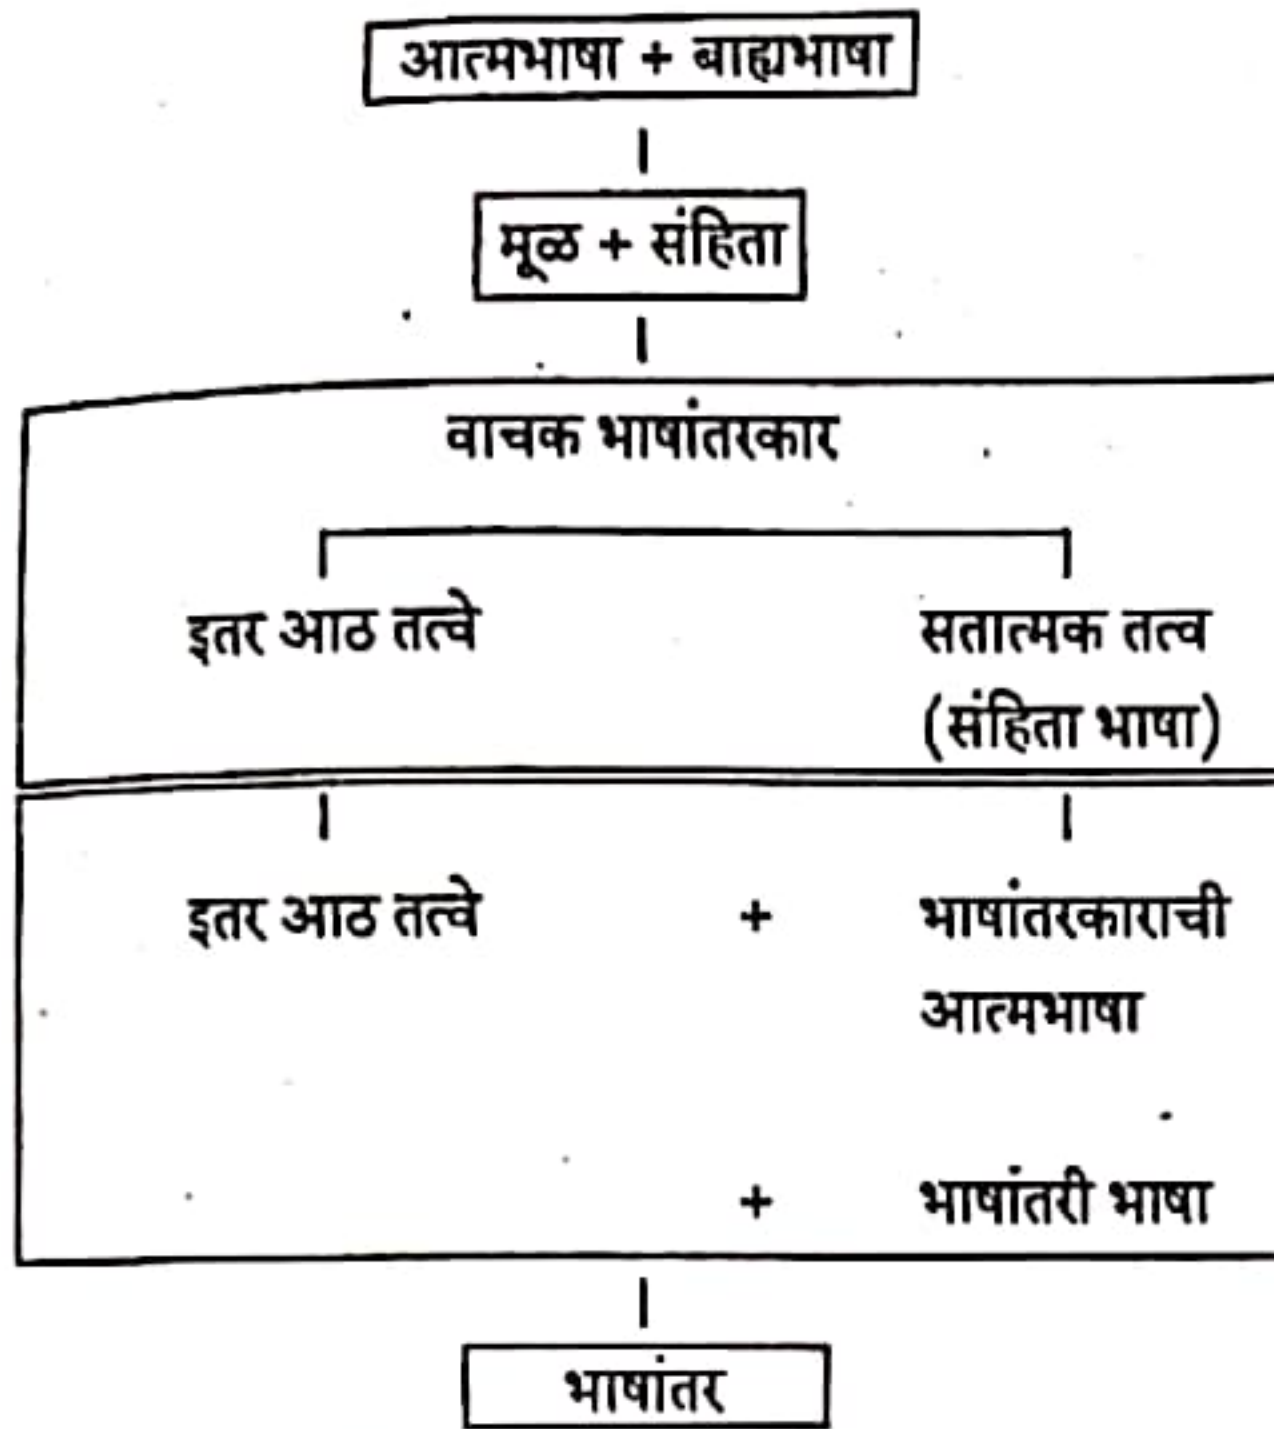 आत्मभाषा + बाह्यभाषा
मूळ + संहिता
वाचक भाषांतरकार
इतर आठ तत्वे सतात्मक तत्व
(संहिता भाषा)
इतर आठ तत्वे + भाषांतरकाराची
आत्मभाषा
+ भाषांतरी भाषा
भाषांतर